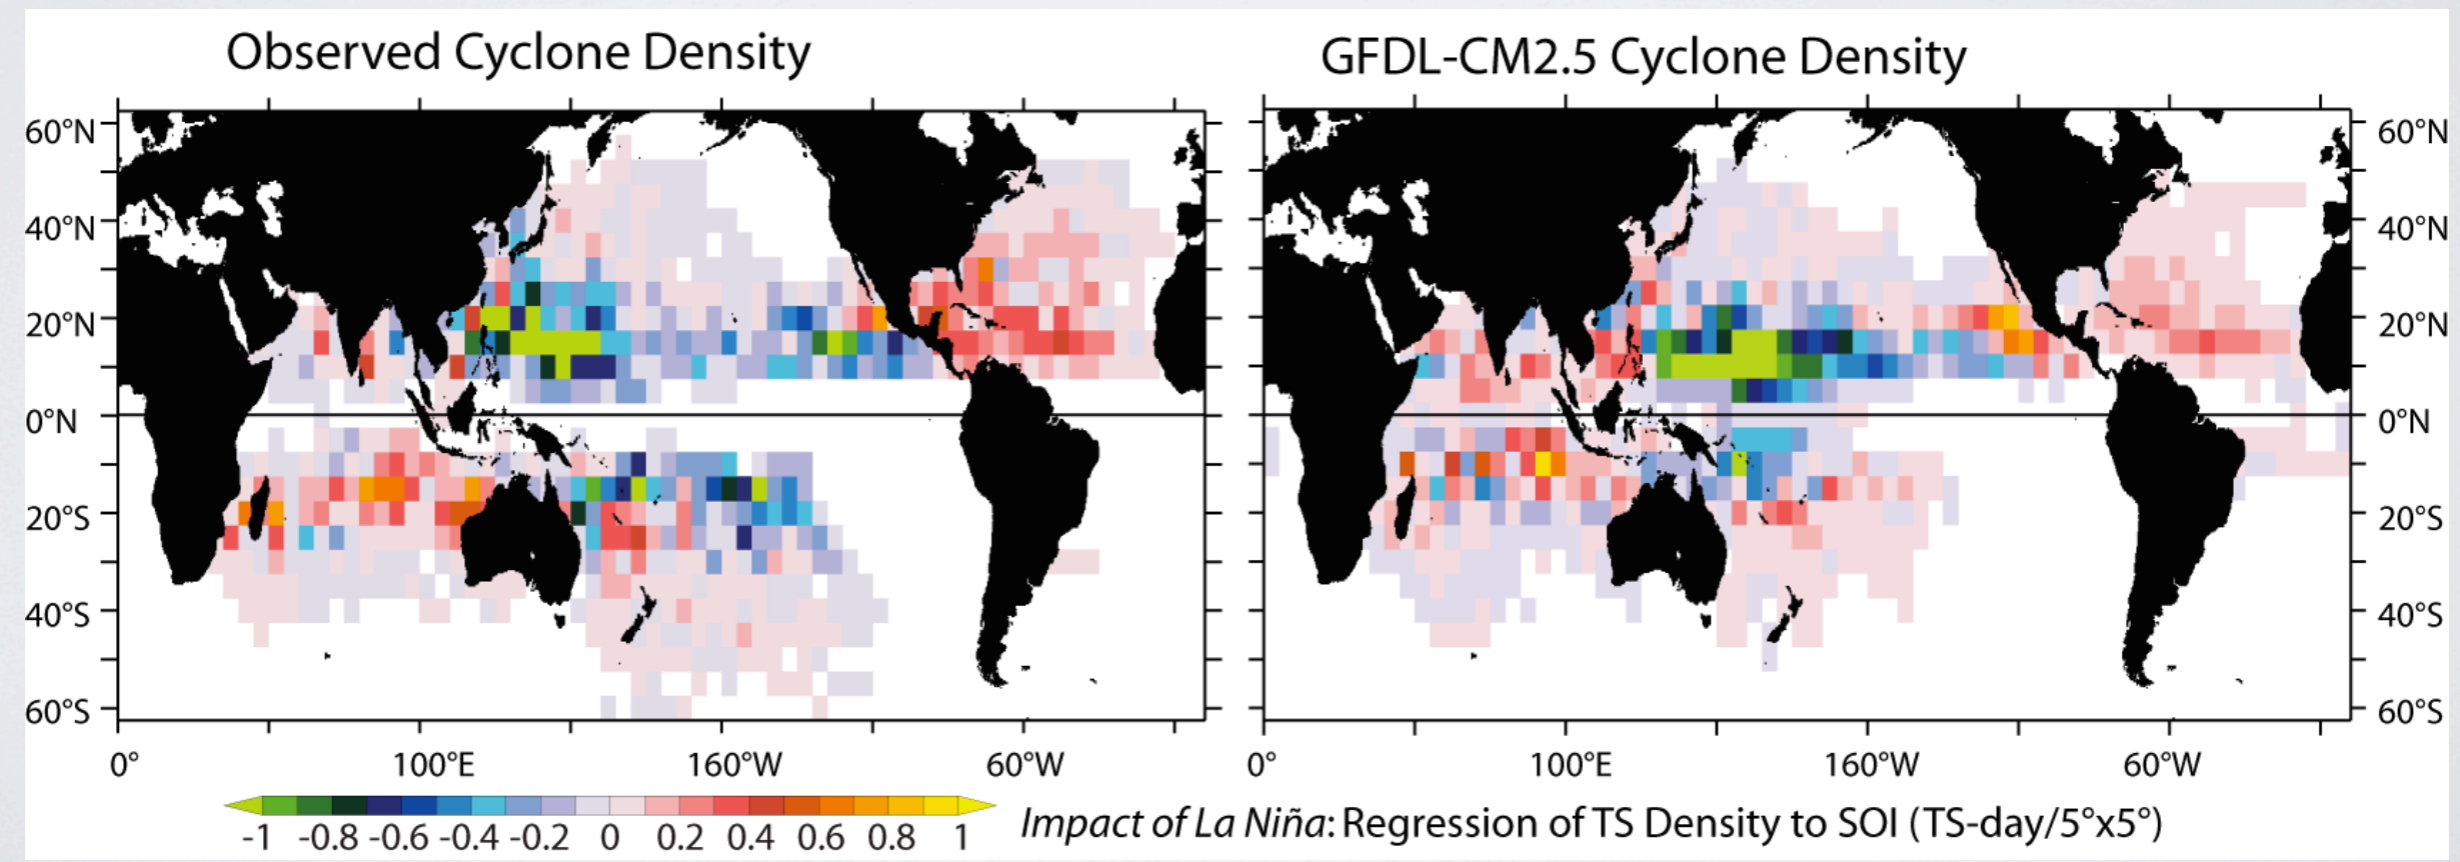 Observed Cyclone Density
GFDL-CM2.5 Cyclone Density
60°N
40°N
20°N
0°N
20°S
40°S
60°S
60°N
40°N
20°N
0°N
20°S
40°S
60°S
0° 100°E 160°W 60°W
0° 100°E 160°W 60°W
-1 -0.8 -0.6 -0.4 -0.2 0 0.2 0.4 0.6 0.8 1
Impact of La Niña: Regression of TS Density to SOI (TS-day/5°x5°)